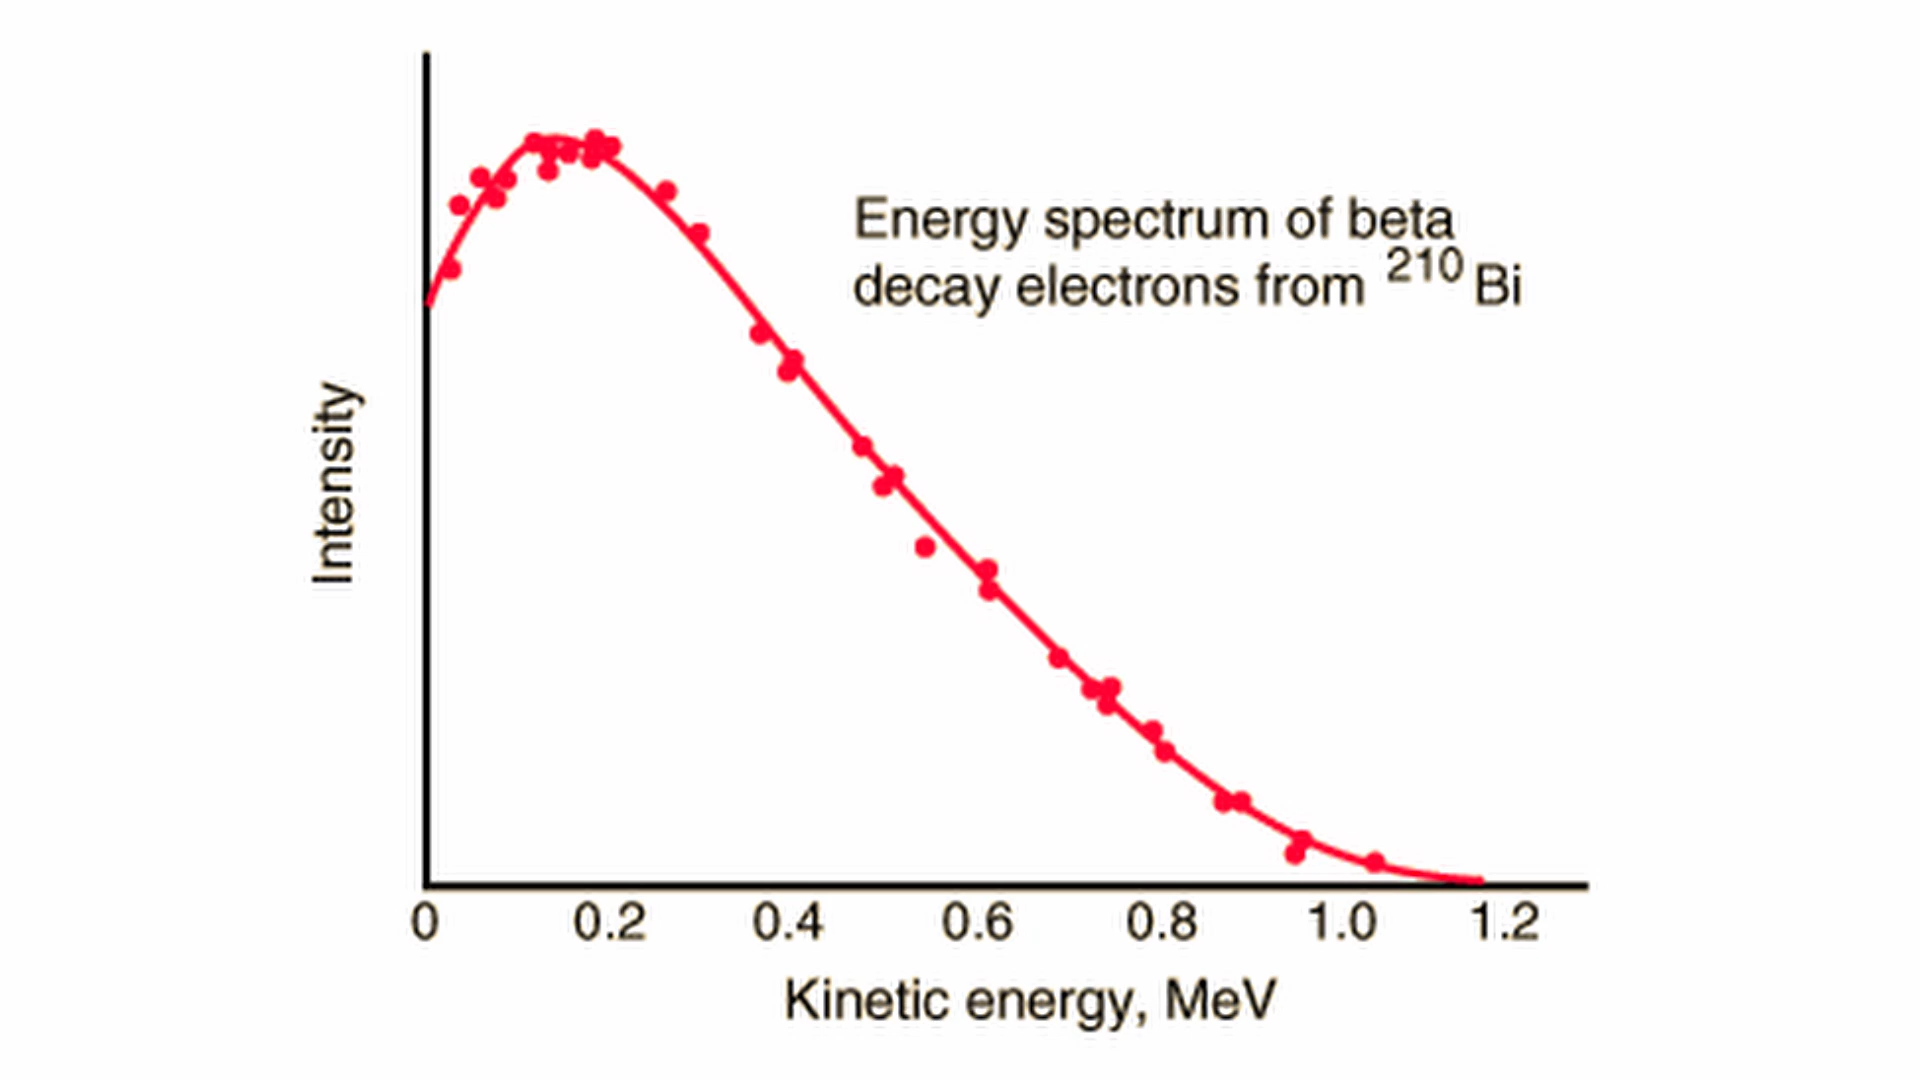 Energy spectrum of beta
decay electrons from 210 Bi
Intensity
0 0.2 0.4 0.6 0.8 1.0 1.2
Kinetic energy, MeV